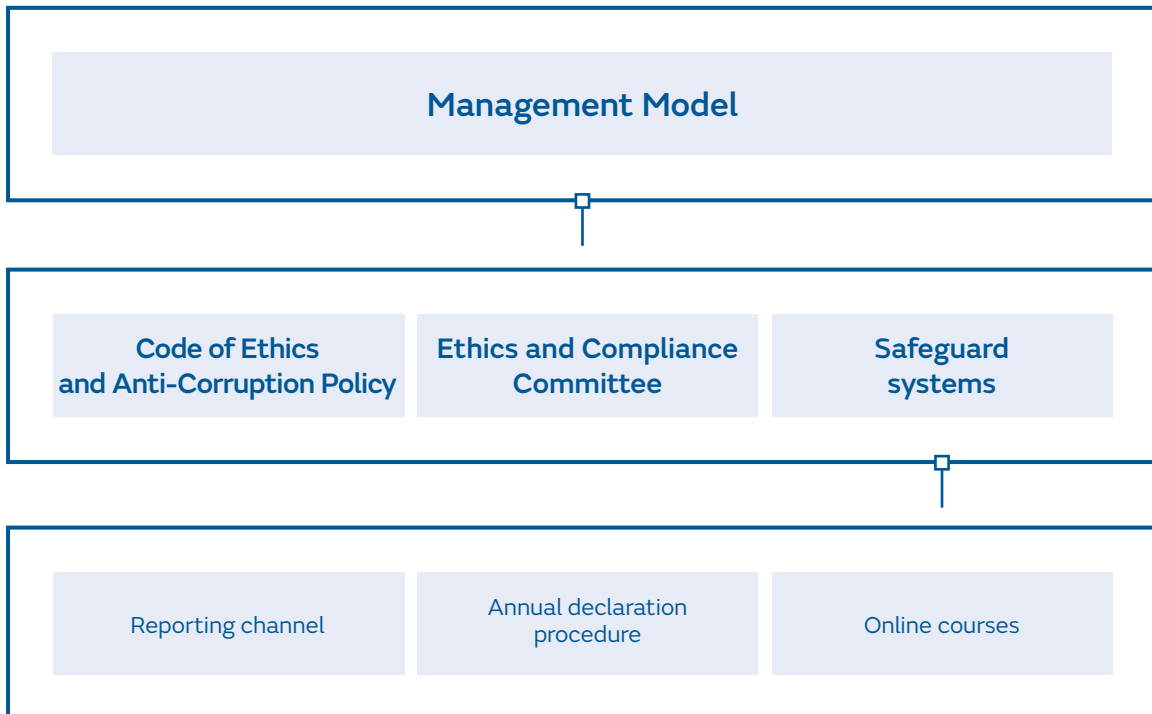 Management Model
Code of Ethics
and Anti-Corruption Policy
Ethics and Compliance
Committee
Safeguard
systems
Reporting channel
Annual declaration
procedure
Online courses